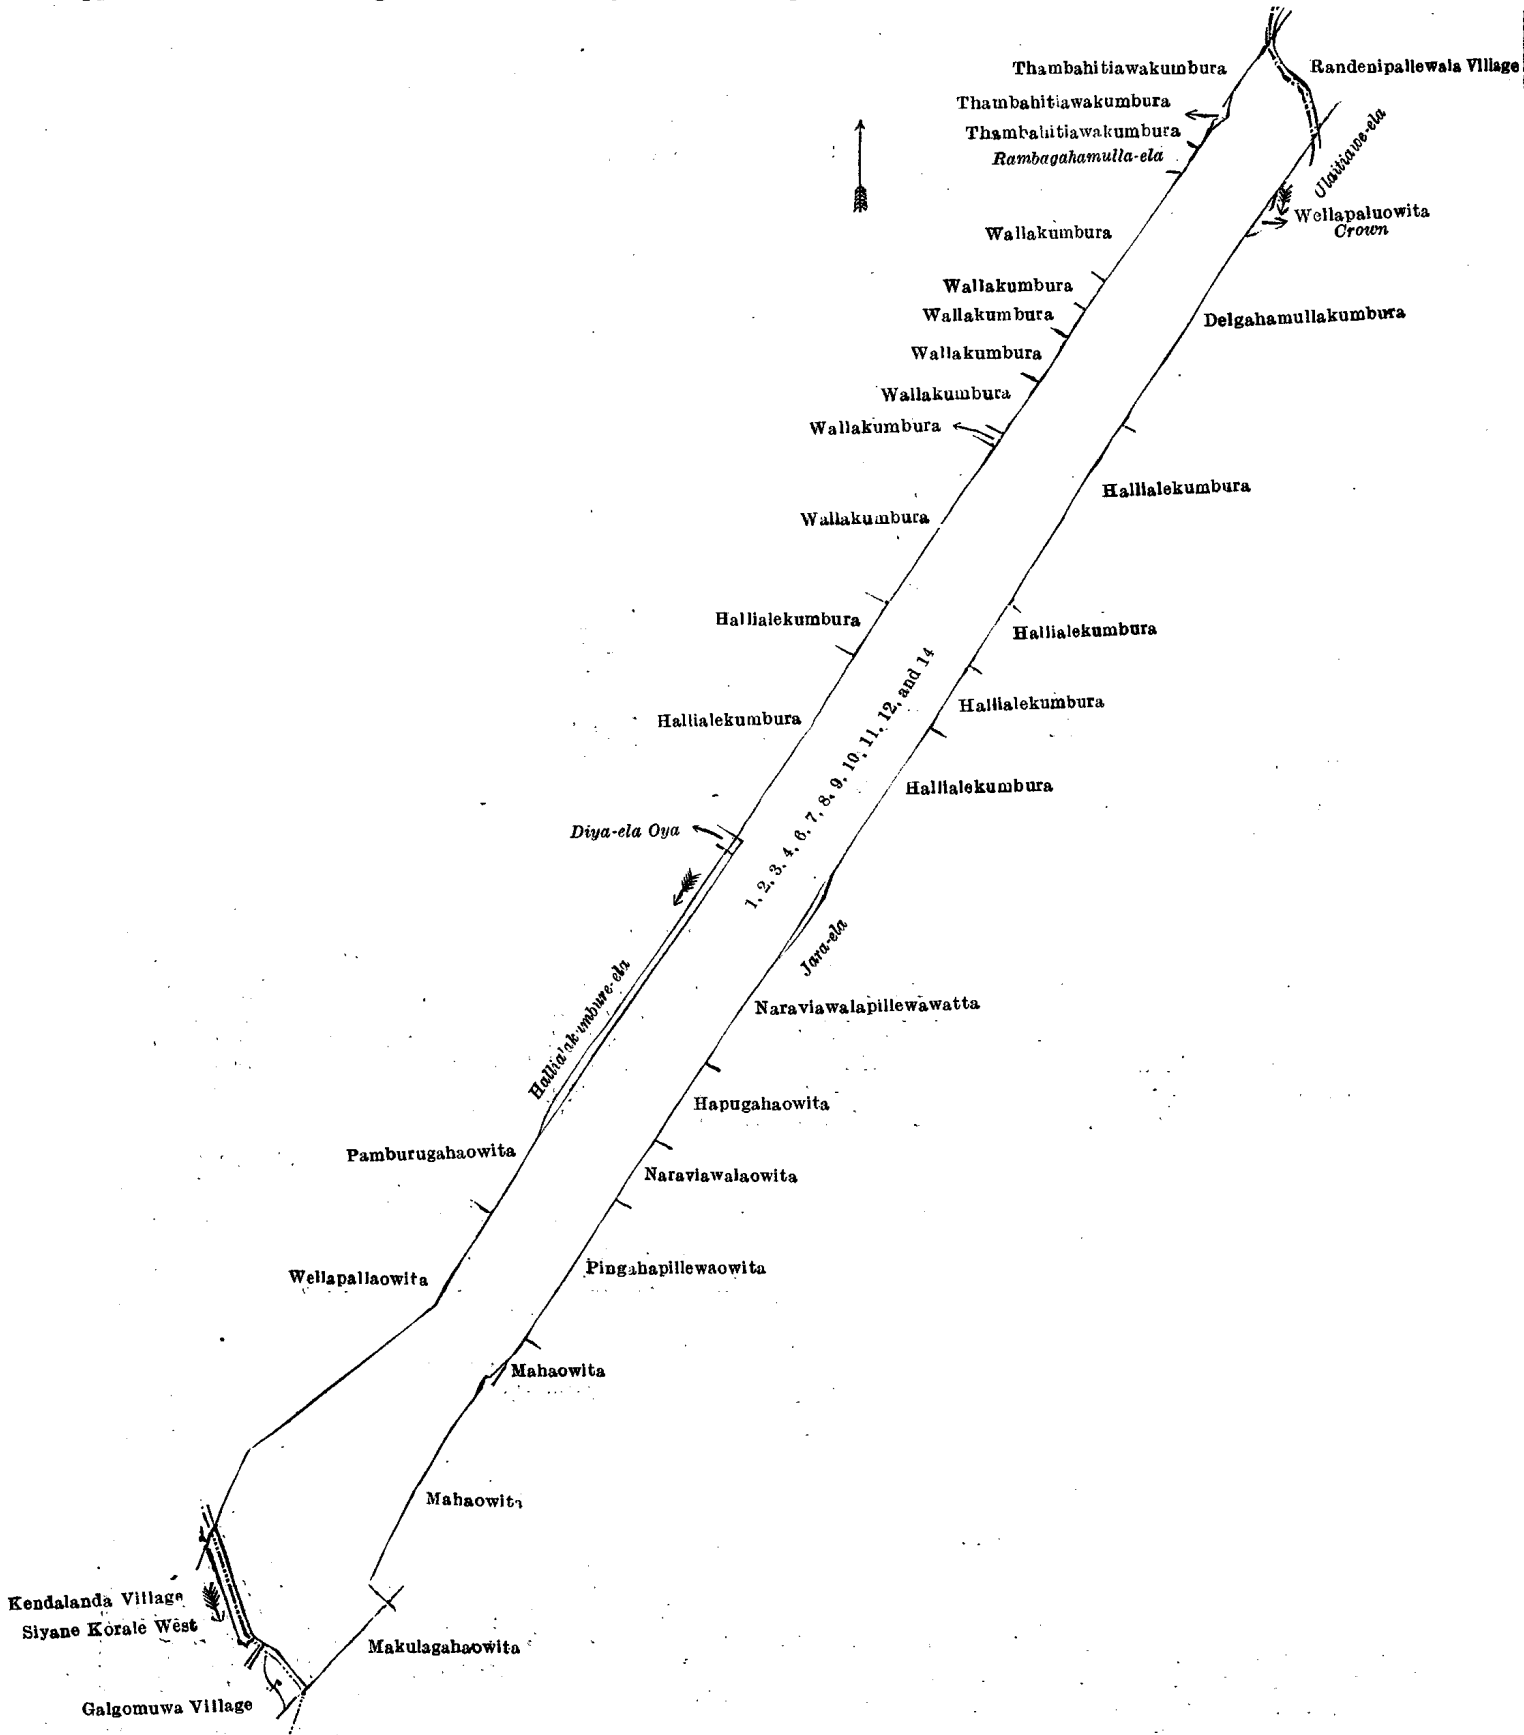 Thambahitiawakumbura
Randenipallewala Village
Thambahitiawakumbura
Thambahitiawakumbura
Rambagahamulla-ela
Ulaitiawe-ela
Wellapaluowita
Crown
Wallakumbura
Wallakumbura
Wallakumbura
Delgahamullakumbura
Wallakumbura
Wallakumbura
Wallakumbura
Hallialekumbura
Wallakumbura
Hallialekumbura
Hallialekumbura
1, 2, 3, 4, 6, 7, 8, 9, 10, 11, 12, and 14
Hallialekumbura
Hallialekumbura
Hallialekumbura
Diya-ela Oya
Jara-ela
Hallia'akumbure-ela
Naraviawalapillewawatta
Hapugahaowita
Pamburugahaowita
Naraviawalaowita
Wellapallaowita
Pingahapillewaowita
Mahaowita
Mahaowita
Kendalanda Village
Siyane Korale West
Makulagahaowita
Galgomuwa Village